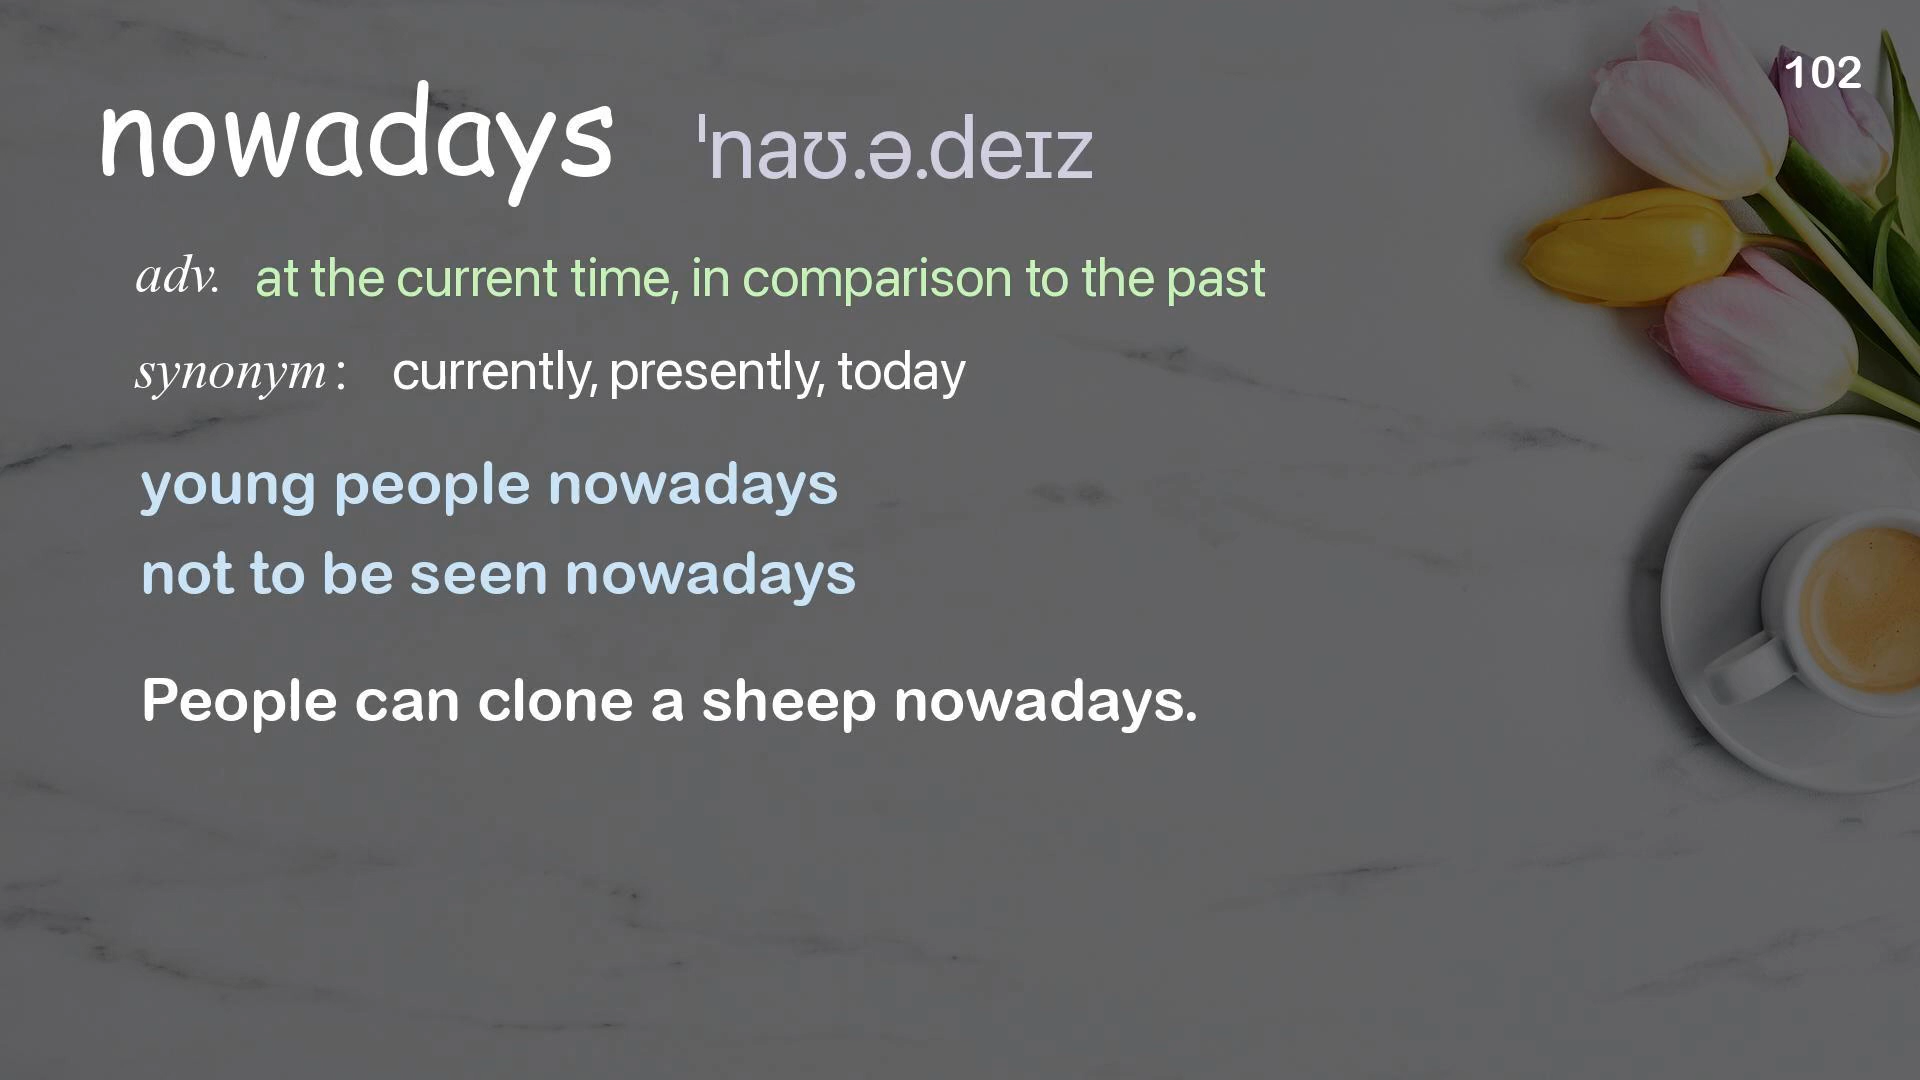 102
nowadays ˈnaʊ.ə.deɪz
adv. at the current time, in comparison to the past
synonym: currently, presently, today
young people nowadays
not to be seen nowadays
People can clone a sheep nowadays.